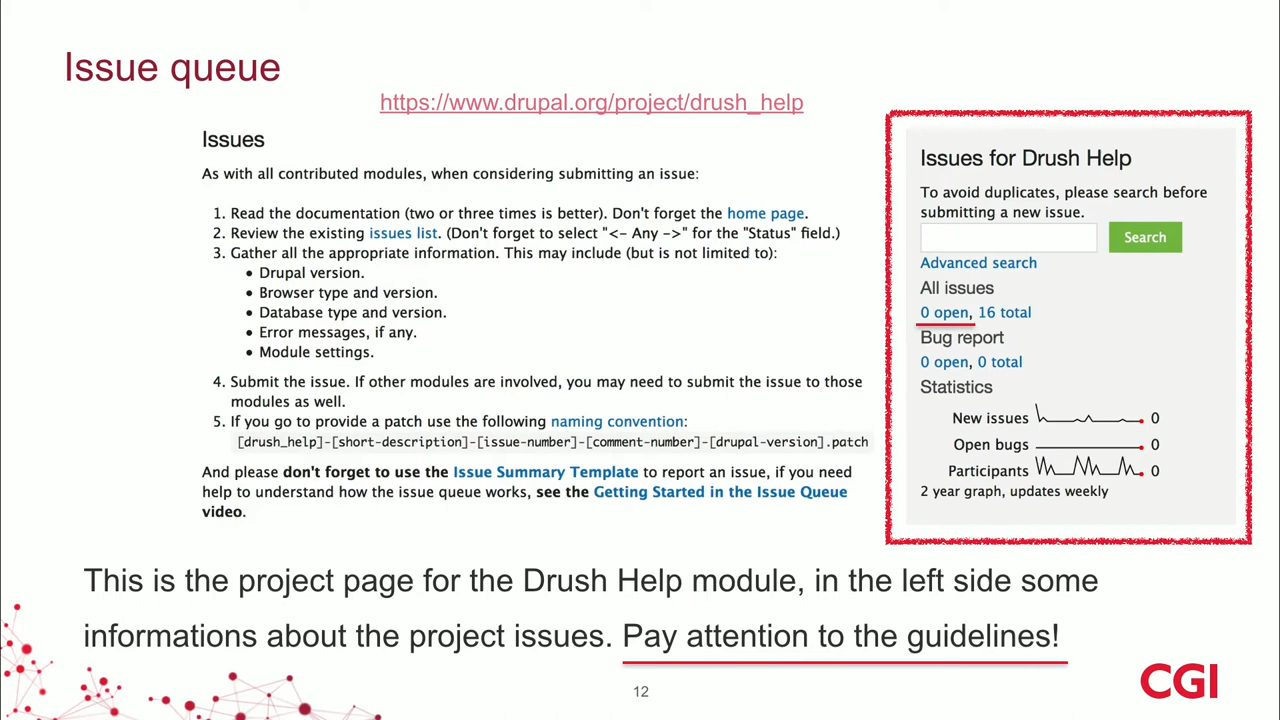 Issue queue
https://www.drupal.org/project/drush_help
Issues
As with all contributed modules, when considering submitting an issue:
1. Read the documentation (two or three times is better). Don't forget the home page.
2. Review the existing issues list. (Don't forget to select "<- Any ->" for the "Status" field.)
3. Gather all the appropriate information. This may include (but is not limited to):
• Drupal version.
• Browser type and version.
• Database type and version.
• Error messages, if any.
• Module settings.
4. Submit the issue. If other modules are involved, you may need to submit the issue to those
modules as well.
5. If you go to provide a patch use the following naming convention:
[drush_help]-[short-description]-[issue-number]-[comment-number]-[drupal-version].patch
And please don't forget to use the Issue Summary Template to report an issue, if you need
help to understand how the issue queue works, see the Getting Started in the Issue Queue
video.
Issues for Drush Help
To avoid duplicates, please search before
submitting a new issue.
Search
Advanced search
All issues
0 open, 16 total
Bug report
0 open, 0 total
Statistics
New issues 0
Open bugs 0
Participants 0
2 year graph, updates weekly
This is the project page for the Drush Help module, in the left side some
informations about the project issues. Pay attention to the guidelines!
12
CGI